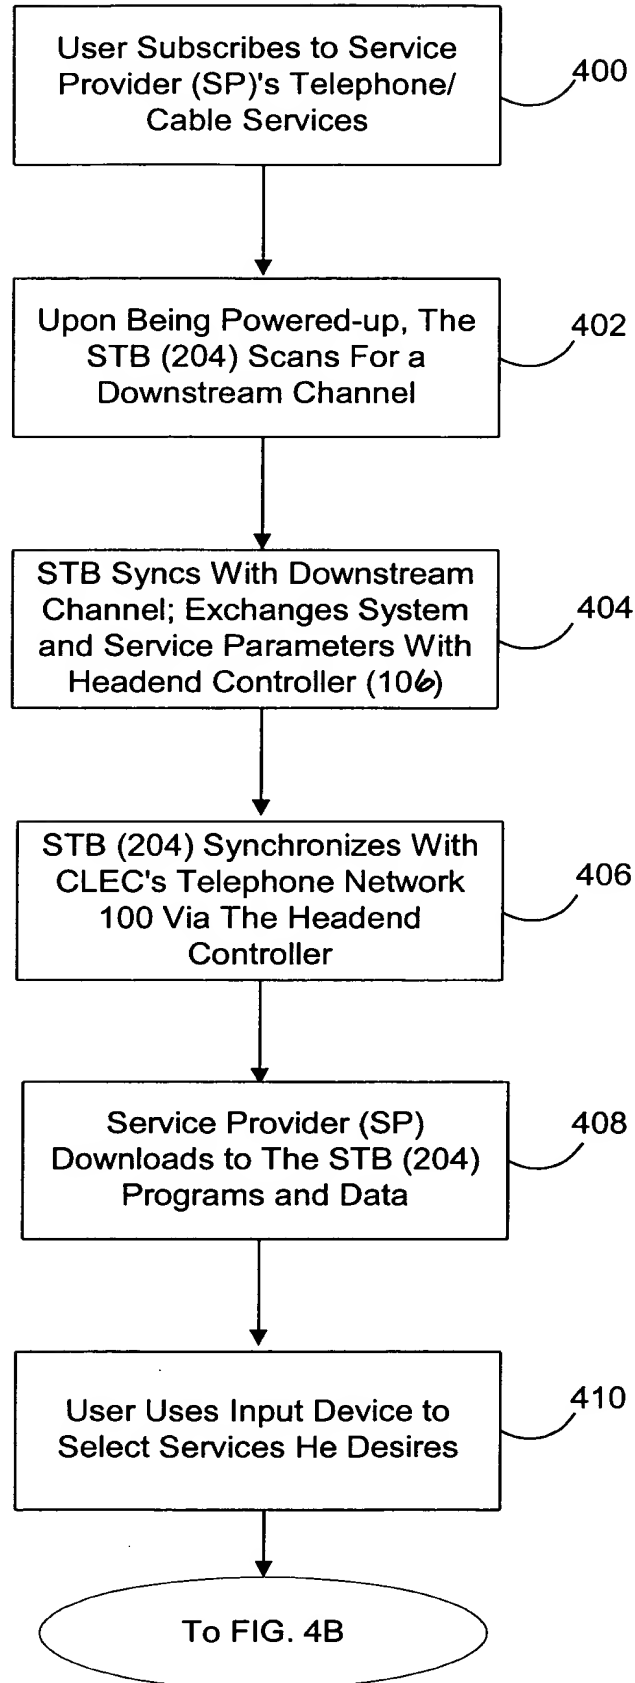 User Subscribes to Service
Provider (SP)'s Telephone/
Cable Services
400
Upon Being Powered-up, The
STB (204) Scans For a
Downstream Channel
402
STB Syncs With Downstream
Channel; Exchanges System
and Service Parameters With
Headend Controller (106)
404
STB (204) Synchronizes With
CLEC's Telephone Network
100 Via The Headend
Controller
406
Service Provider (SP)
Downloads to The STB (204)
Programs and Data
408
User Uses Input Device to
Select Services He Desires
410
To FIG. 4B